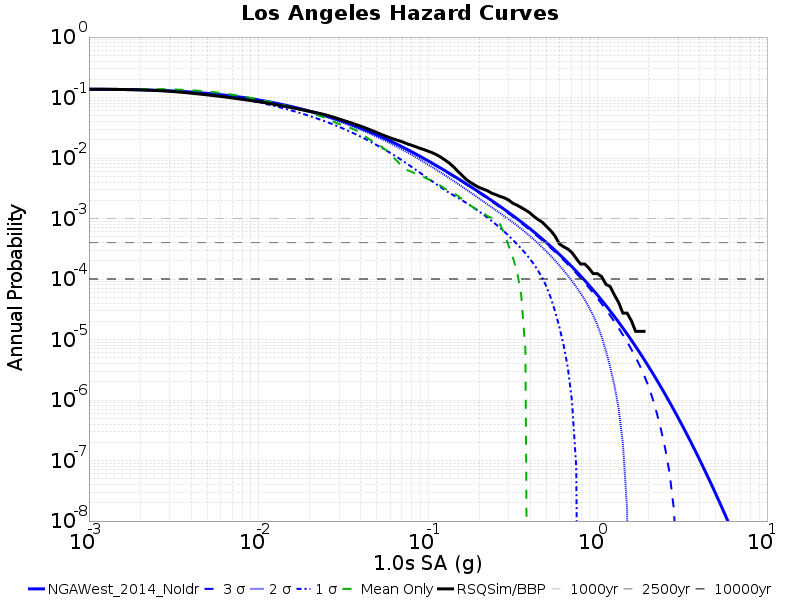 Los Angeles Hazard Curves
Annual Probability
10^0
10^-1
10^-2
10^-3
10^-4
10^-5
10^-6
10^-7
10^-8
10^-3 10^-2 10^-1 10^0 10^1
1.0s SA (g)
NGAWest_2014_NoIdr 3 σ 2 σ 1 σ Mean Only RSQSim/BBP 1000yr 2500yr 10000yr